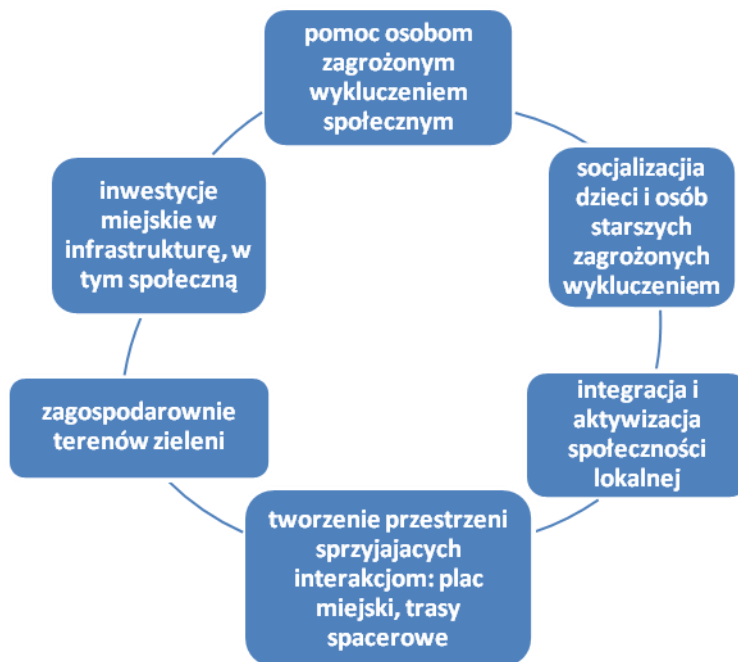 pomoc osobom
zagrożonym
wykluczeniem
społecznym
socjalizacjia
dzieci i osób
starszych
zagrożonych
wykluczeniem
integracja i
aktywizacja
społeczności
lokalnej
tworzenie przestrzeni
sprzyjajacych
interakcjom: plac
miejski, trasy
spacerowe
zagospodarownie
terenów zieleni
inwestycje
miejskie w
infrastrukturę, w
tym społeczną